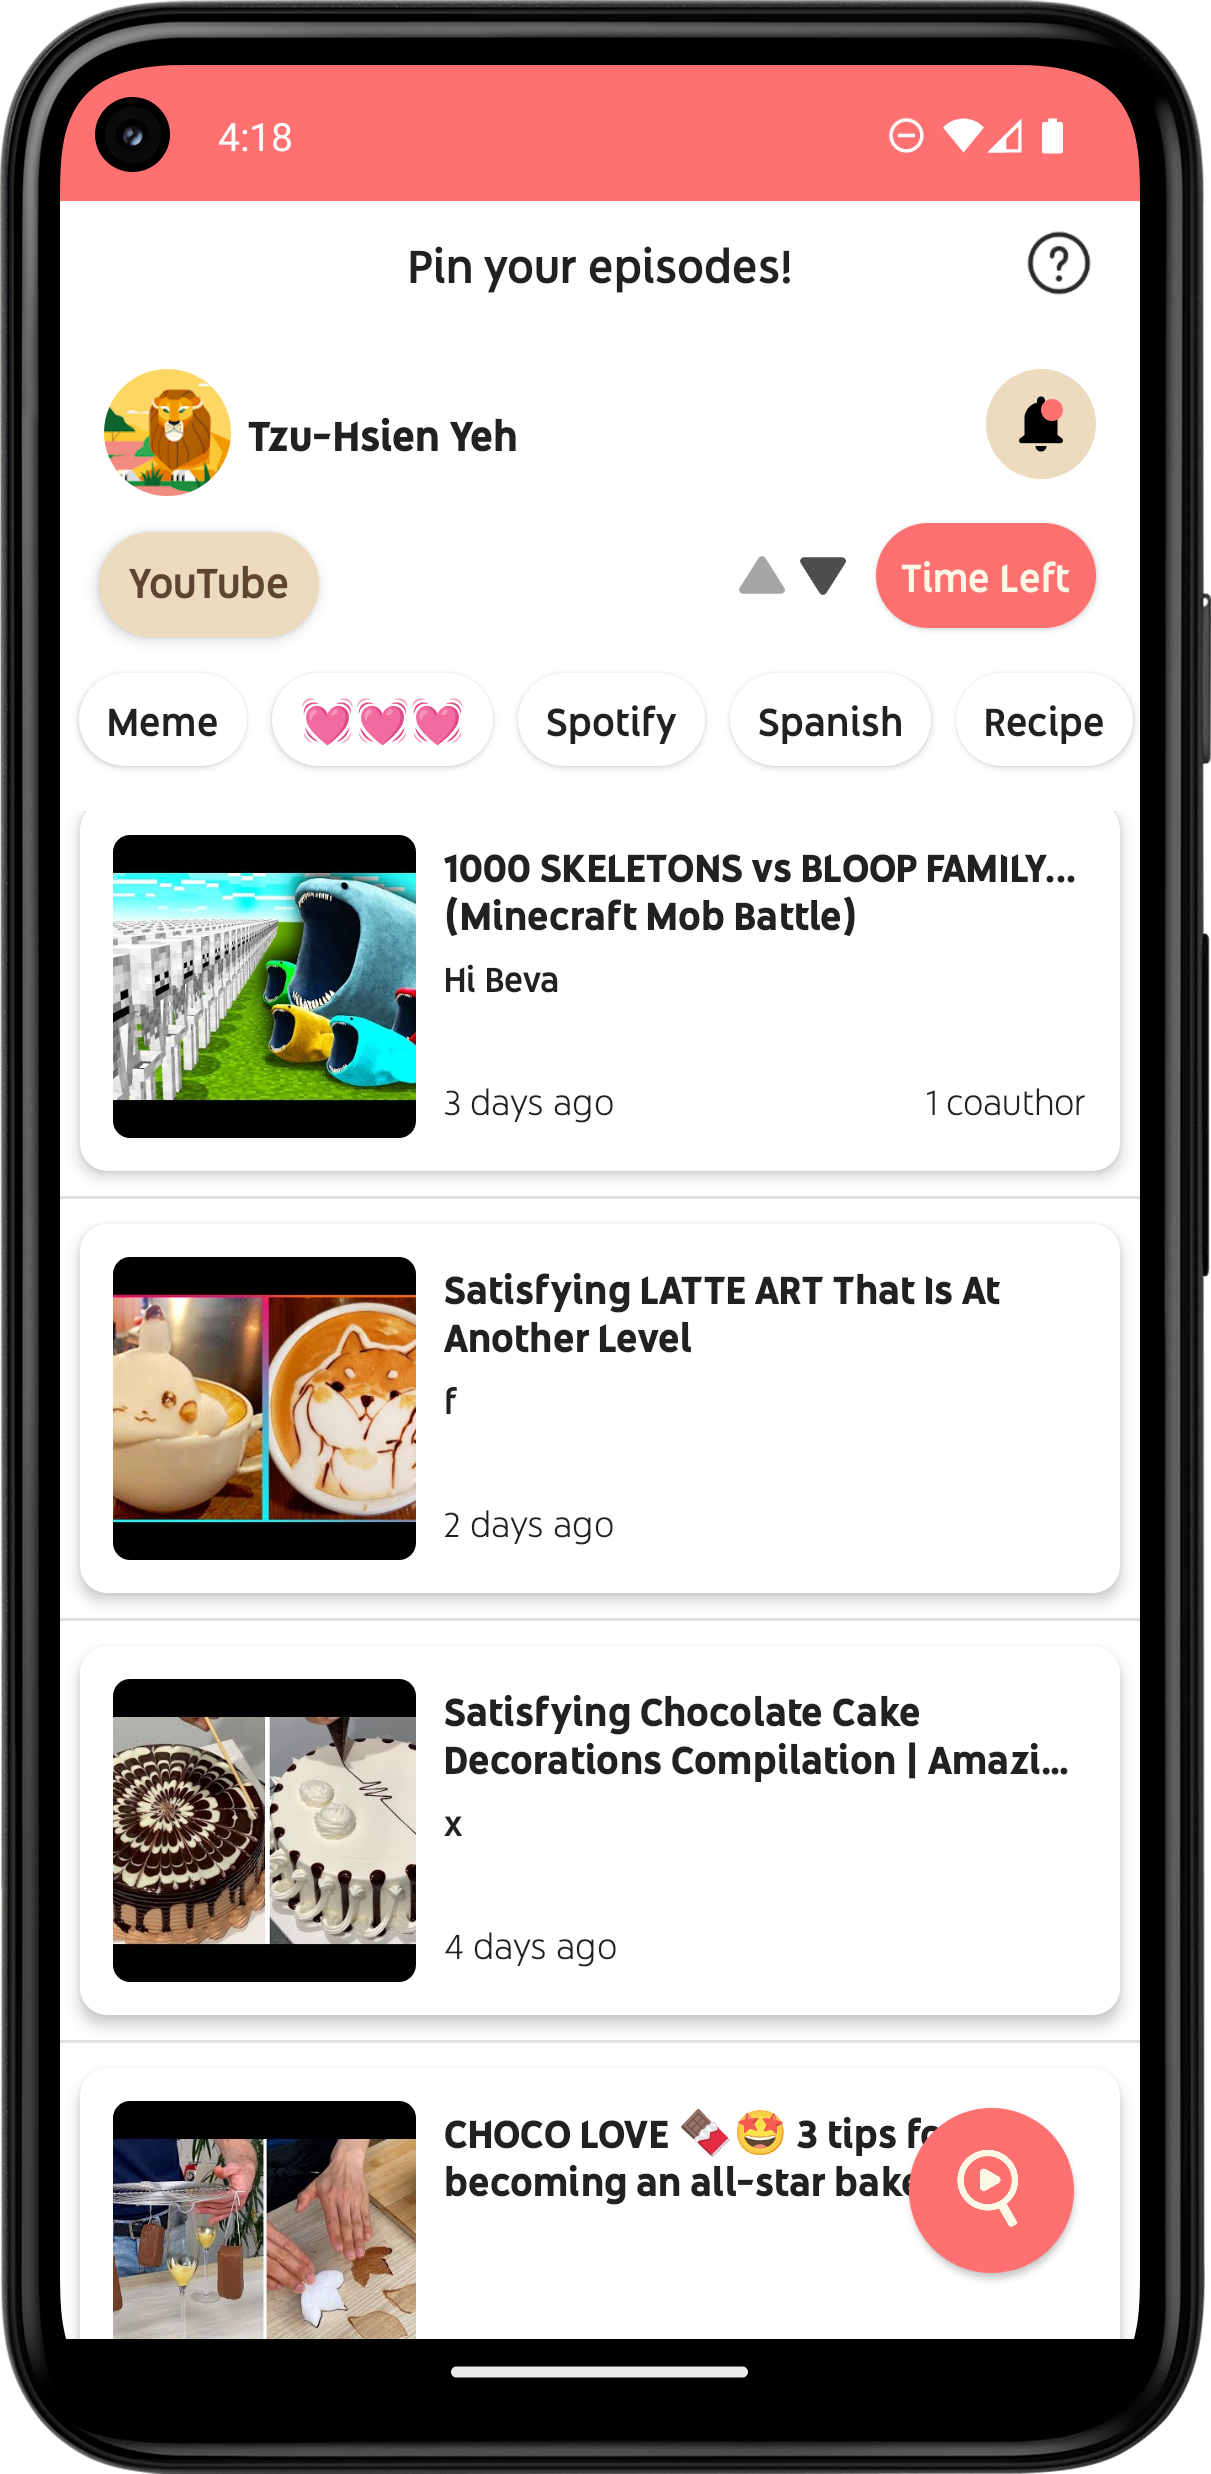 4:18
Pin your episodes!
Tzu-Hsien Yeh
YouTube
Time Left
Meme
💓💓💓
Spotify
Spanish
Recipe
1000 SKELETONS vs BLOOP FAMILY...
(Minecraft Mob Battle)
Hi Beva
3 days ago
1 coauthor
Satisfying LATTE ART That Is At
Another Level
f
2 days ago
Satisfying Chocolate Cake
Decorations Compilation | Amazi...
x
4 days ago
CHOCO LOVE 🍫🤩 3 tips
becoming an all-star